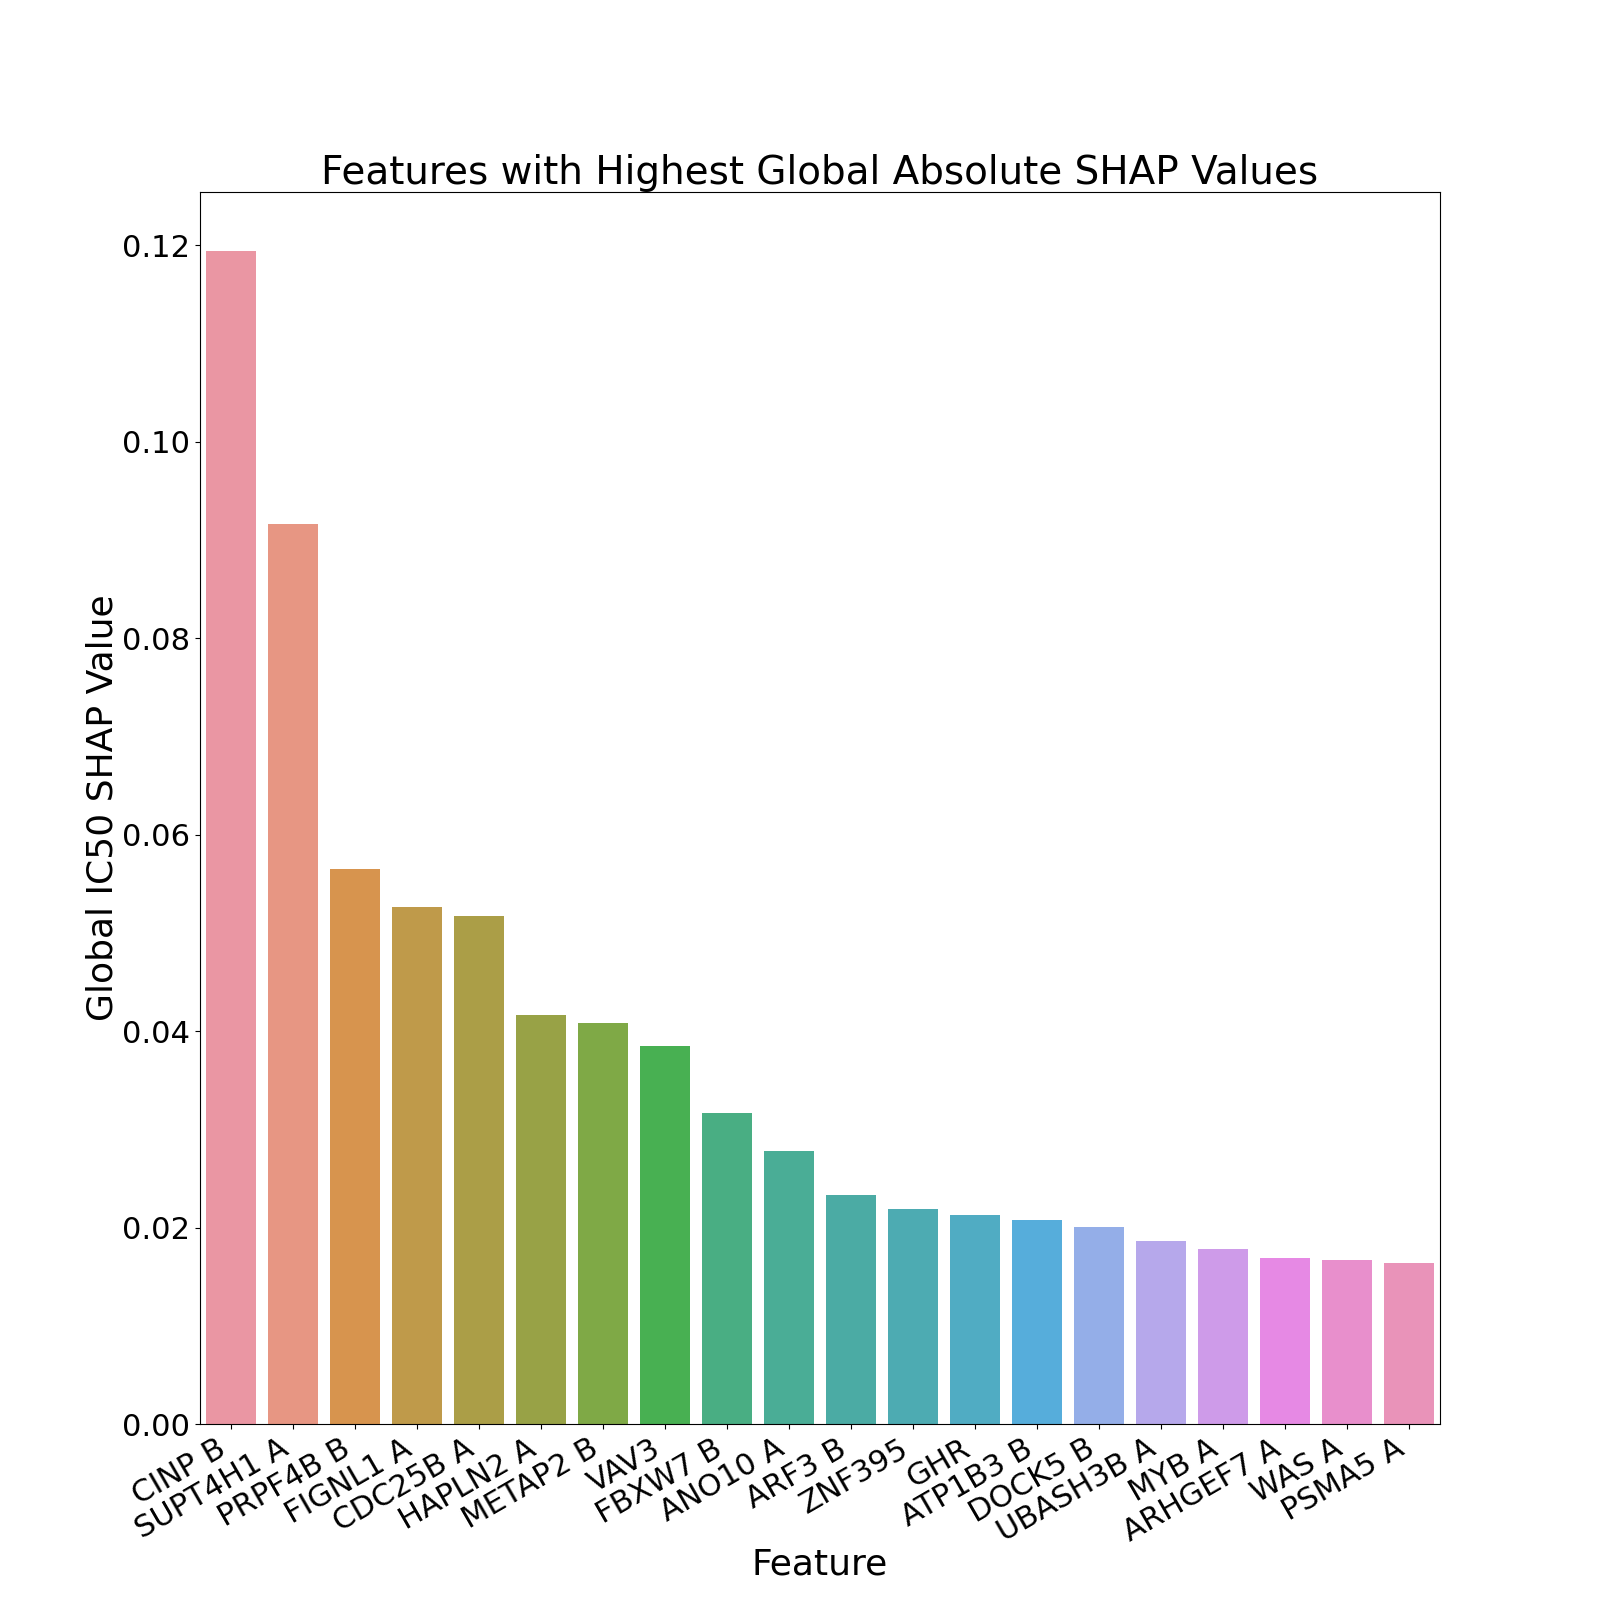 Features with Highest Global Absolute SHAP Values
Global IC50 SHAP Value
0.12
0.10
0.08
0.06
0.04
0.02
0.00
CINP B
SUPT4H1 A
PRPF4B B
FIGNL1 A
CDC25B A
HAPLN2 A
METAP2 B
VAV3
FBXW7 B
ANO10 A
ARF3 B
ZNF395
GHR
ATP1B3 B
DOCK5 B
UBASH3B A
MYB A
ARHGEF7 A
WAS A
PSMA5 A
Feature